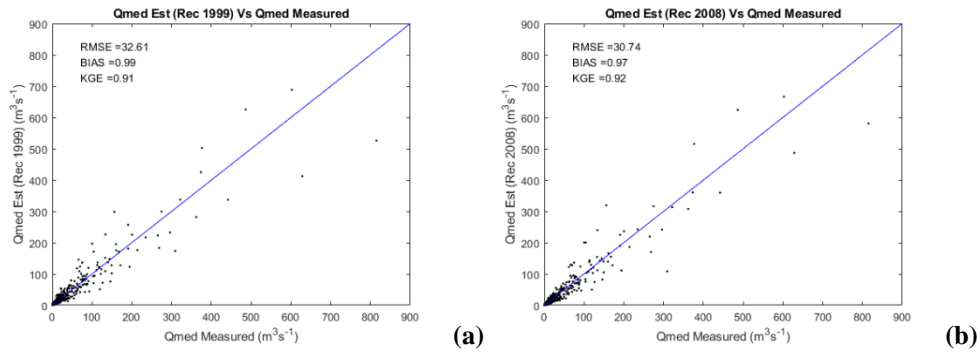 Qmed Est (Rec 1999) Vs Qmed Measured
RMSE =32.61
BIAS =0.99
KGE =0.91
Qmed Est (Rec 1999) (m³s⁻¹)
900
800
700
600
500
400
300
200
100
0
0 100 200 300 400 500 600 700 800 900
Qmed Measured (m³s⁻¹)
(a)
Qmed Est (Rec 2008) Vs Qmed Measured
RMSE =30.74
BIAS =0.97
KGE =0.92
Qmed Est (Rec 2008) (m³s⁻¹)
900
800
700
600
500
400
300
200
100
0
0 100 200 300 400 500 600 700 800 900
Qmed Measured (m³s⁻¹)
(b)